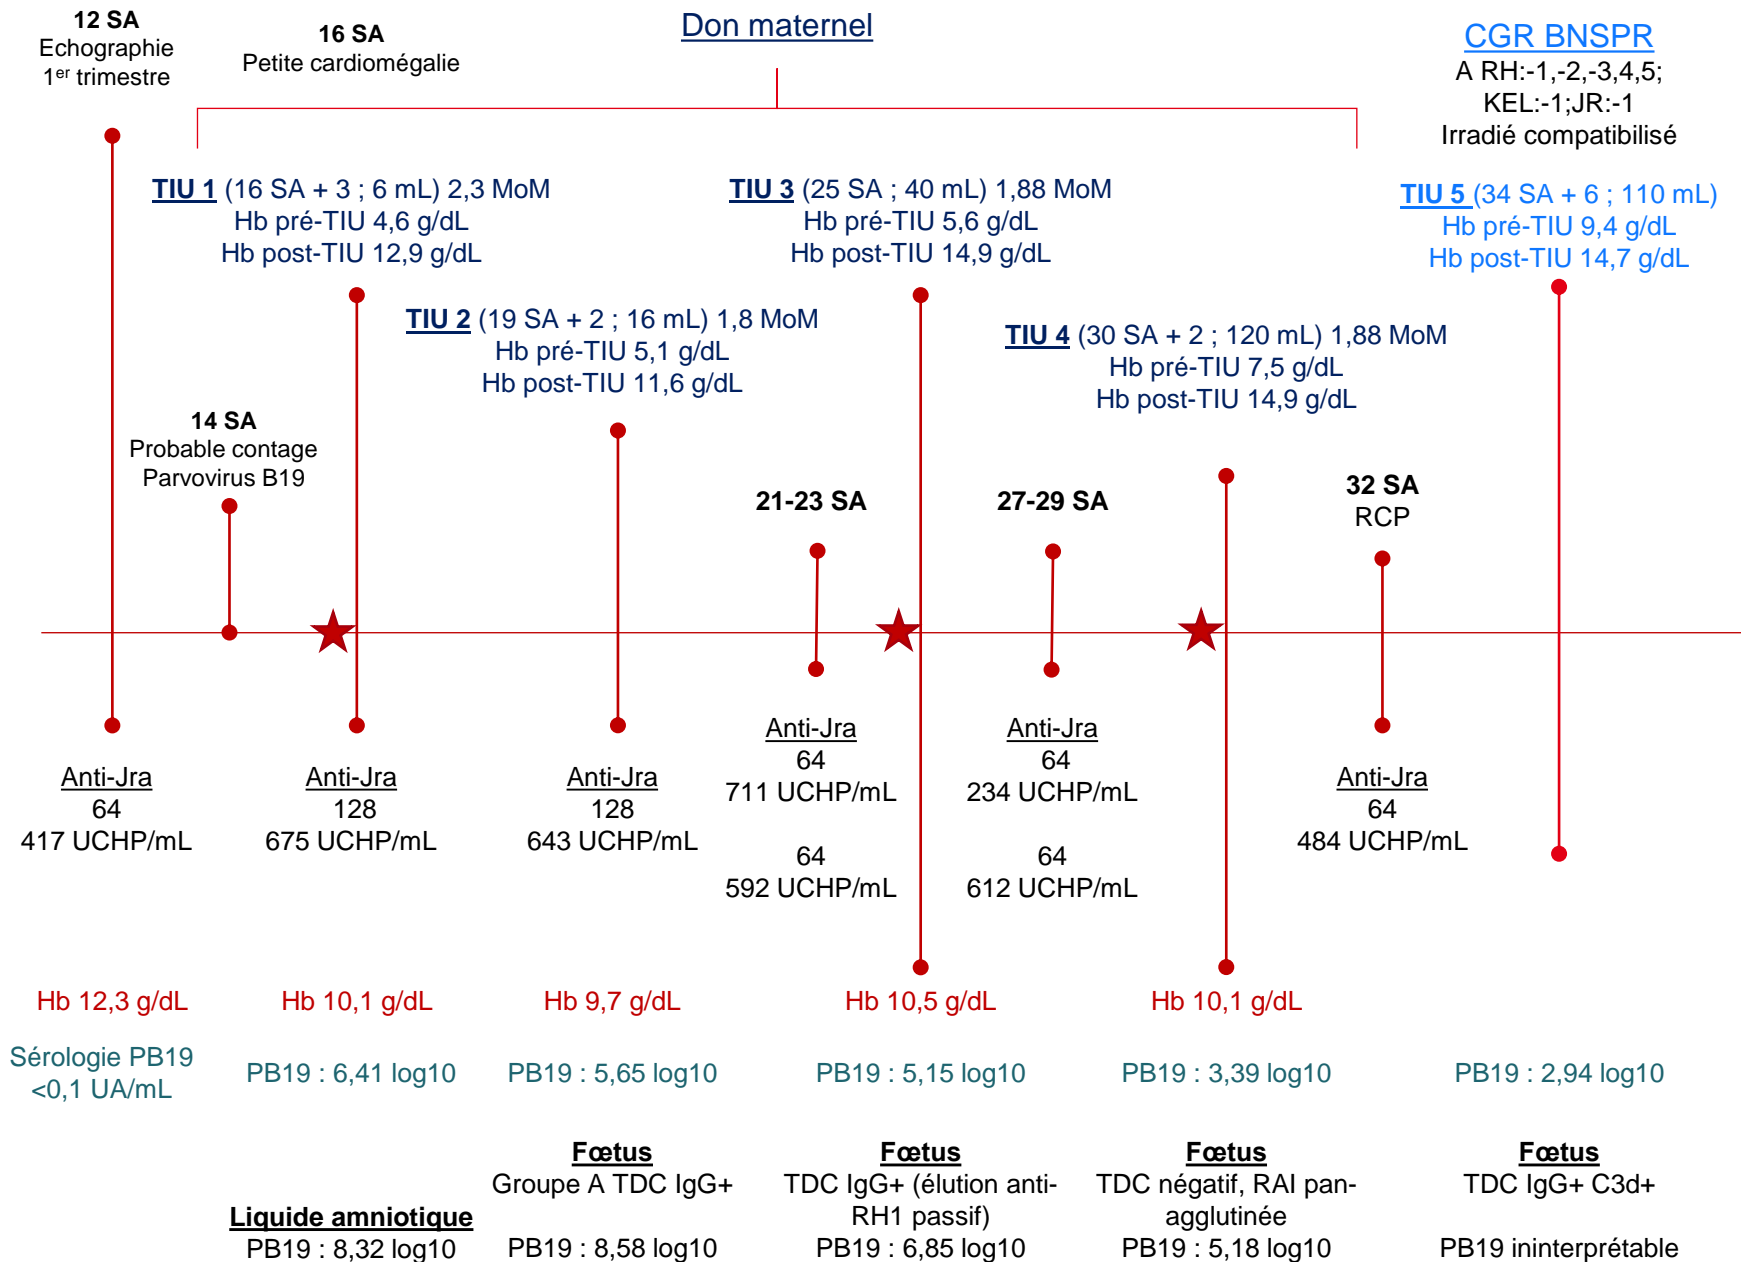 12 SA
Echographie
1er trimestre
16 SA
Petite cardiomégalie
Don maternel
CGR BNSPR
A RH:-1,-2,-3,4,5;
KEL:-1;JR:-1
Irradié compatibilisé
TIU 1 (16 SA + 3 ; 6 mL) 2,3 MoM
Hb pré-TIU 4,6 g/dL
Hb post-TIU 12,9 g/dL
TIU 3 (25 SA ; 40 mL) 1,88 MoM
Hb pré-TIU 5,6 g/dL
Hb post-TIU 14,9 g/dL
TIU 5 (34 SA + 6 ; 110 mL)
Hb pré-TIU 9,4 g/dL
Hb post-TIU 14,7 g/dL
TIU 2 (19 SA + 2 ; 16 mL) 1,8 MoM
Hb pré-TIU 5,1 g/dL
Hb post-TIU 11,6 g/dL
TIU 4 (30 SA + 2 ; 120 mL) 1,88 MoM
Hb pré-TIU 7,5 g/dL
Hb post-TIU 14,9 g/dL
14 SA
Probable contage
Parvovirus B19
21-23 SA
27-29 SA
32 SA
RCP
Anti-Jra
64
417 UCHP/mL
Anti-Jra
128
675 UCHP/mL
Anti-Jra
128
643 UCHP/mL
Anti-Jra
64
711 UCHP/mL
64
592 UCHP/mL
Anti-Jra
64
234 UCHP/mL
64
612 UCHP/mL
Anti-Jra
64
484 UCHP/mL
Hb 12,3 g/dL
Hb 10,1 g/dL
Hb 9,7 g/dL
Hb 10,5 g/dL
Hb 10,1 g/dL
Sérologie PB19
<0,1 UA/mL
PB19 : 6,41 log10
PB19 : 5,65 log10
PB19 : 5,15 log10
PB19 : 3,39 log10
PB19 : 2,94 log10
Liquide amniotique
PB19 : 8,32 log10
Fœtus
Groupe A TDC IgG+
PB19 : 8,58 log10
Fœtus
TDC IgG+ (élution anti-
RH1 passif)
PB19 : 6,85 log10
Fœtus
TDC négatif, RAI pan-
agglutinée
PB19 : 5,18 log10
Fœtus
TDC IgG+ C3d+
PB19 ininterprétable